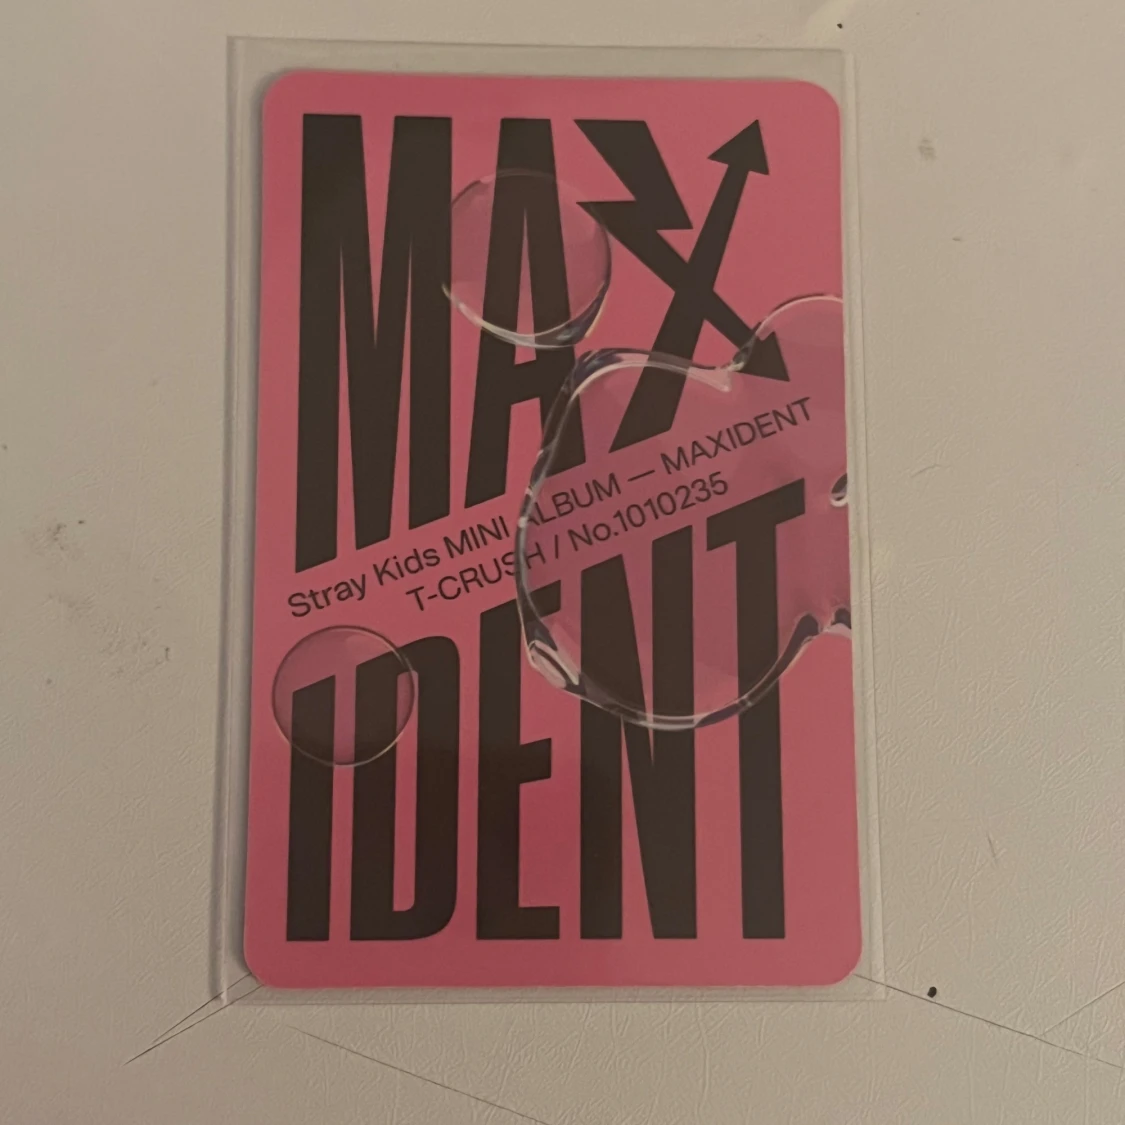 MAX
Stray Kids MINI ALBUM — MAXIDENT
T-CRUSH / No.1010235
IDENT